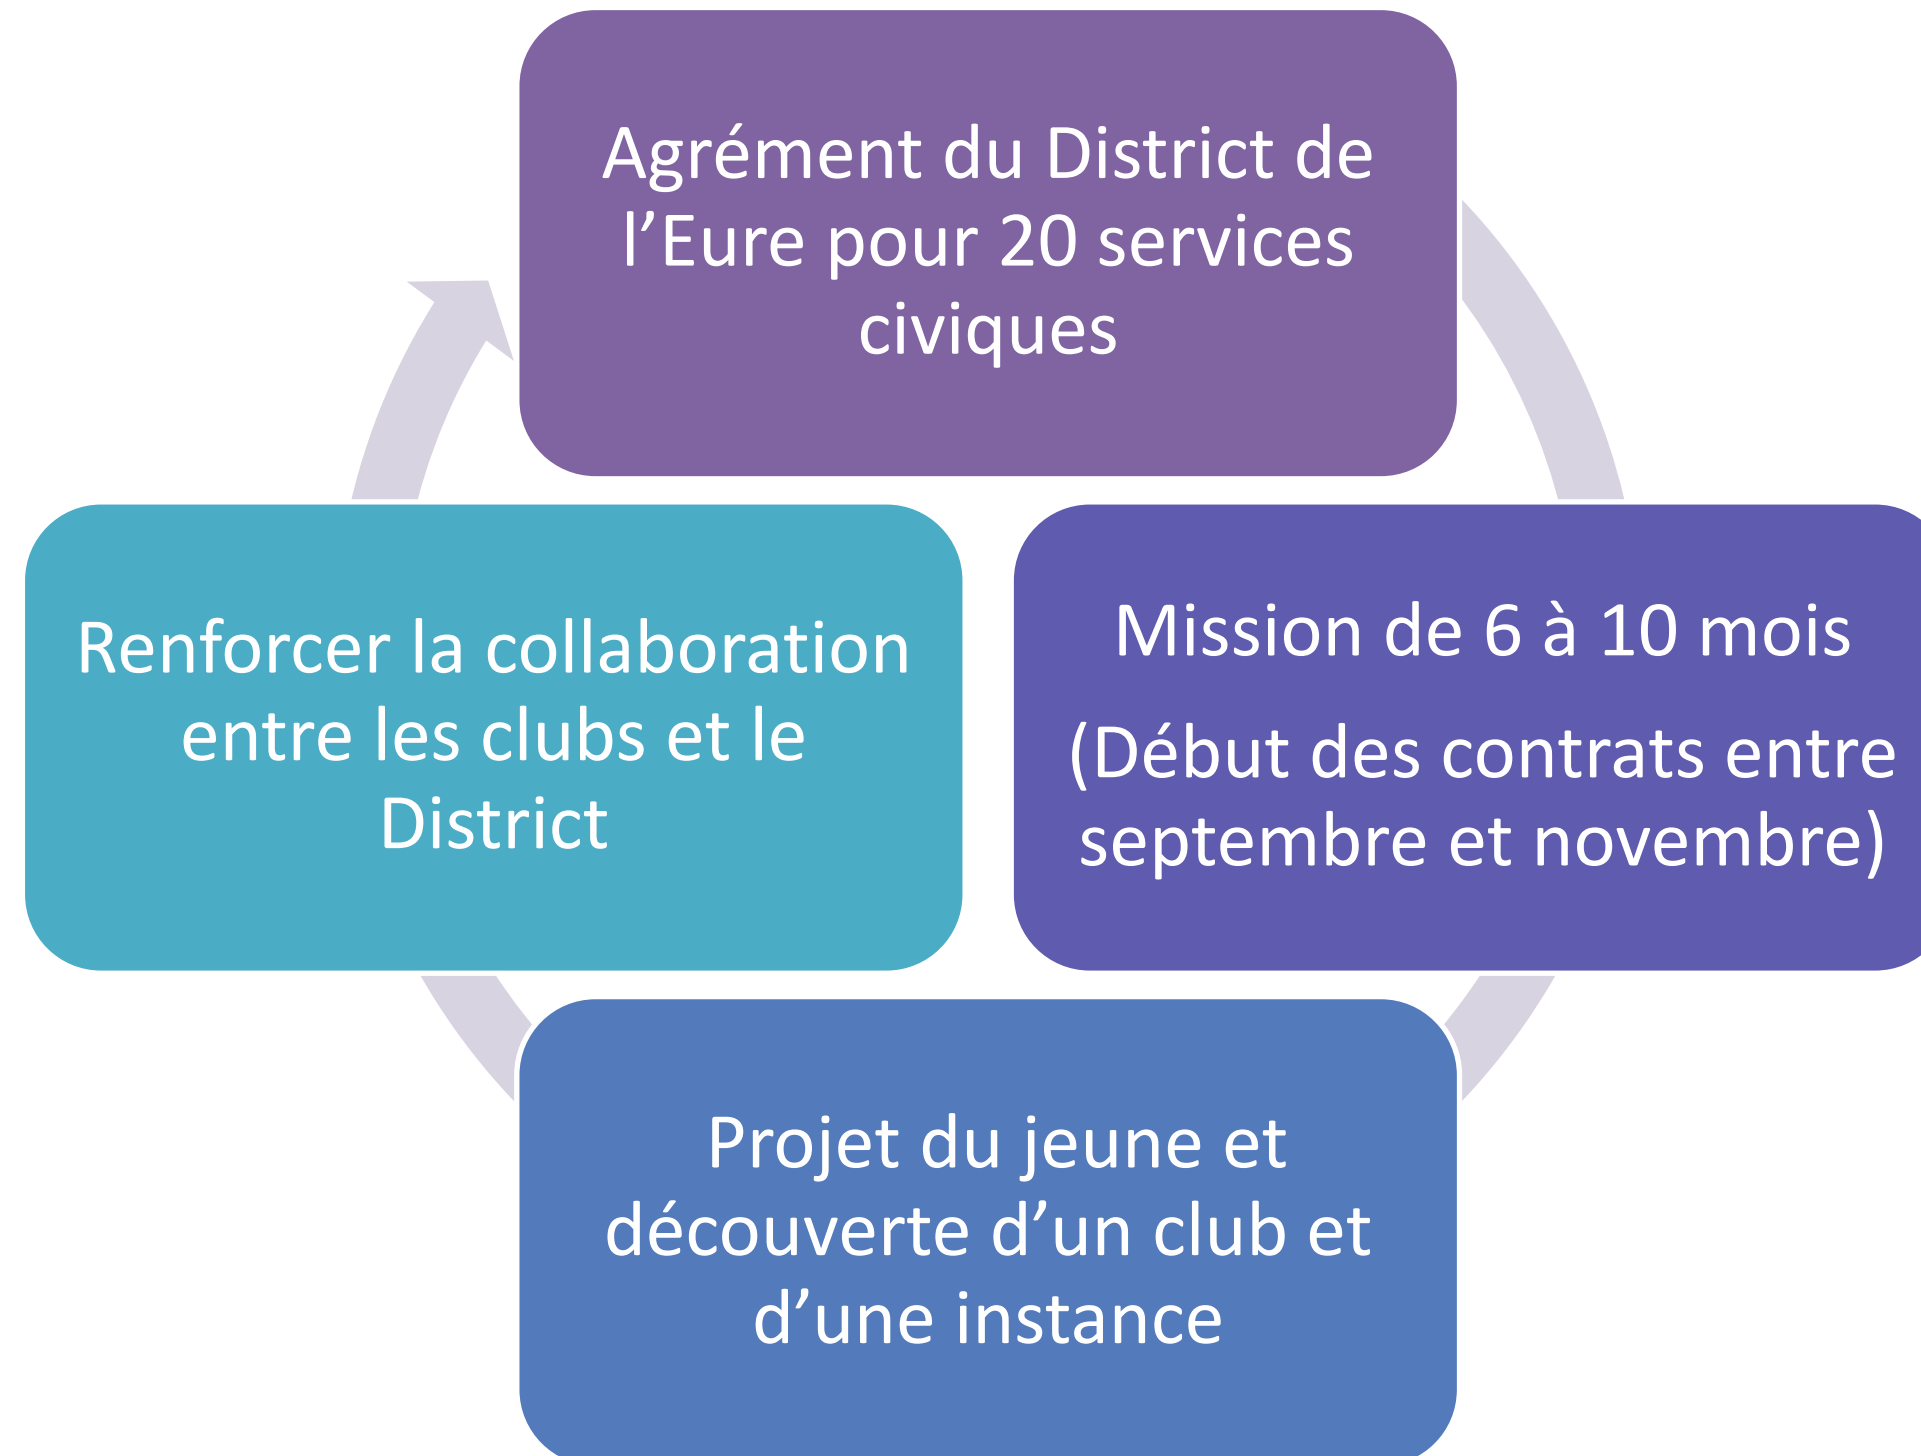 Agrément du District de
l’Eure pour 20 services
civiques
Mission de 6 à 10 mois
(Début des contrats entre
septembre et novembre)
Projet du jeune et
découverte d’un club et
d’une instance
Renforcer la collaboration
entre les clubs et le
District